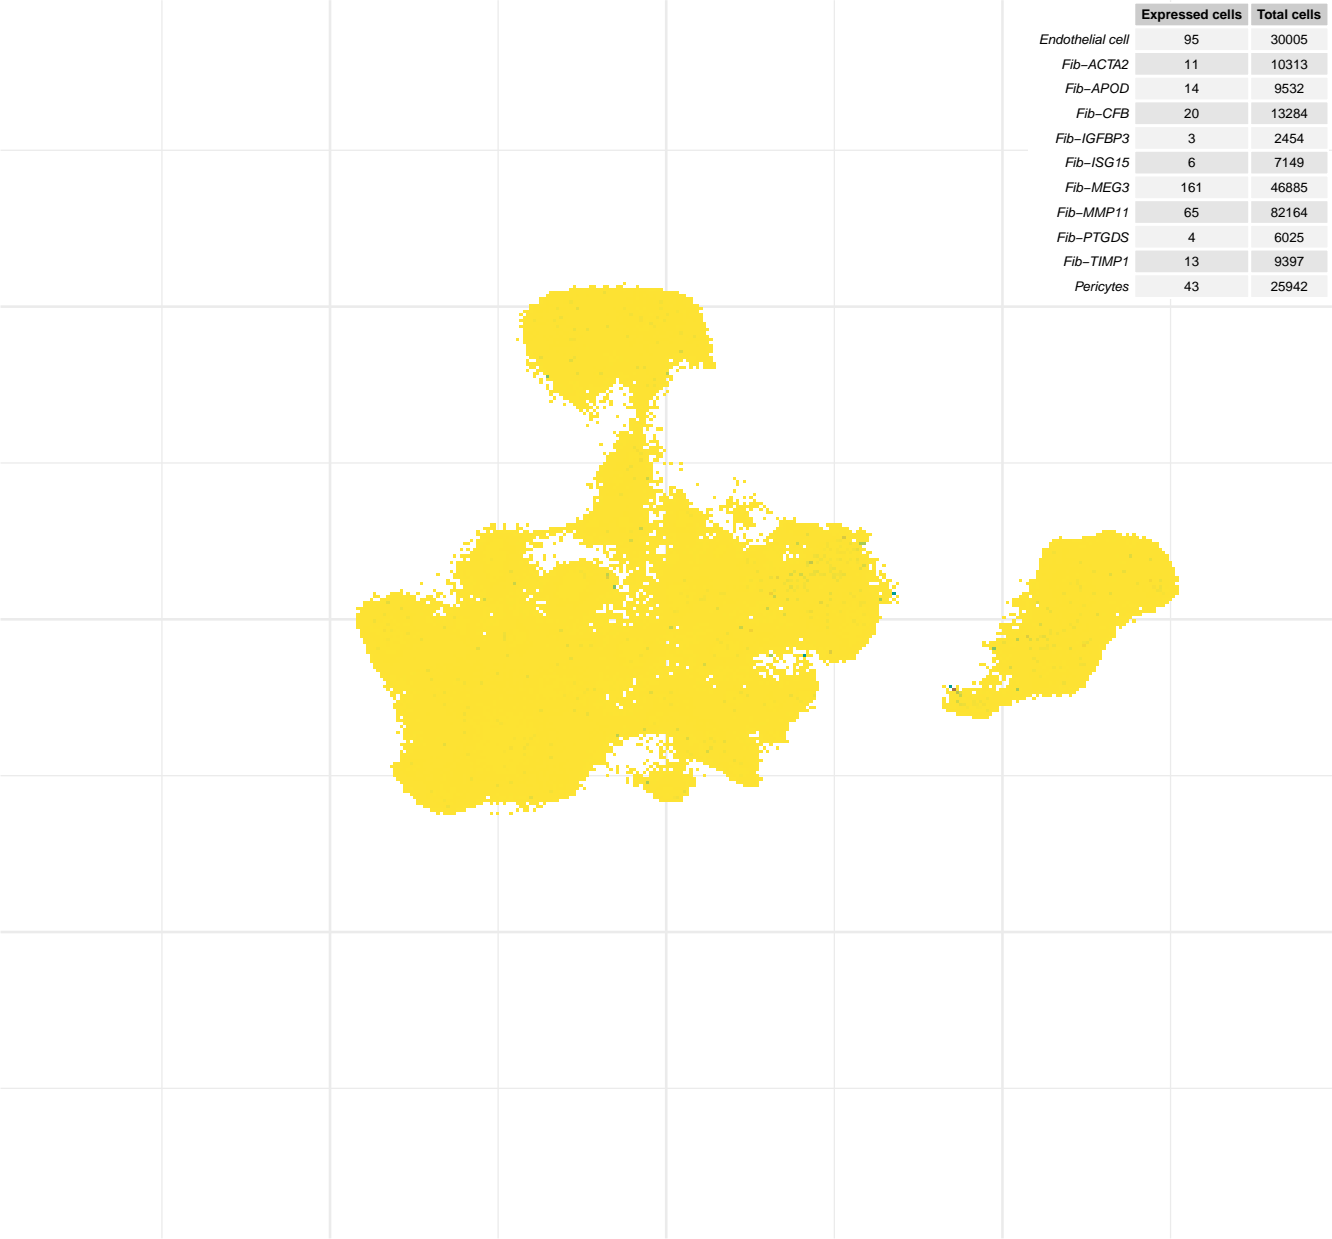 Expressed cells Total cells
Endothelial cell 95 30005
Fib−ACTA2 11 10313
Fib−APOD 14 9532
Fib−CFB 20 13284
Fib−IGFBP3 3 2454
Fib−ISG15 6 7149
Fib−MEG3 161 46885
Fib−MMP11 65 82164
Fib−PTGDS 4 6025
Fib−TIMP1 13 9397
Pericytes 43 25942